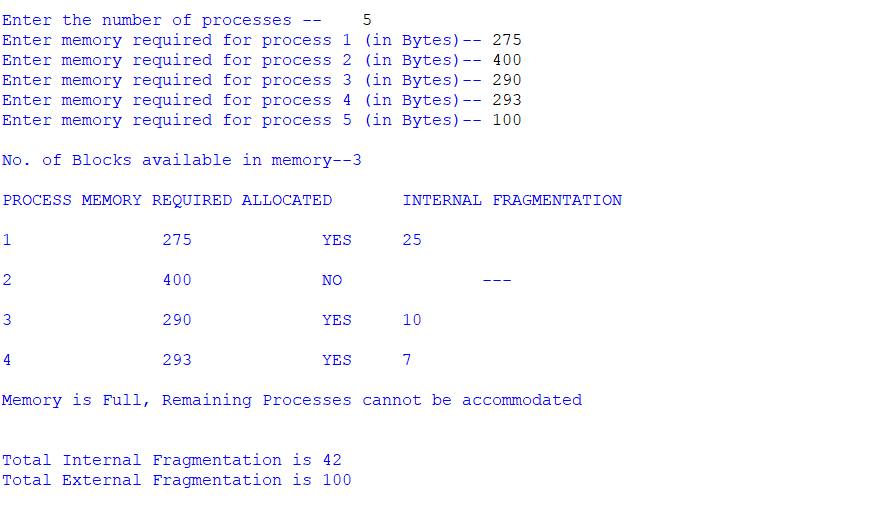 Enter the number of processes -- 5
Enter memory required for process 1 (in Bytes)-- 275
Enter memory required for process 2 (in Bytes)-- 400
Enter memory required for process 3 (in Bytes)-- 290
Enter memory required for process 4 (in Bytes)-- 293
Enter memory required for process 5 (in Bytes)-- 100
No. of Blocks available in memory--3
PROCESS MEMORY REQUIRED ALLOCATED INTERNAL FRAGMENTATION
1 275 YES 25
2 400 NO ---
3 290 YES 10
4 293 YES 7
Memory is Full, Remaining Processes cannot be accommodated
Total Internal Fragmentation is 42
Total External Fragmentation is 100